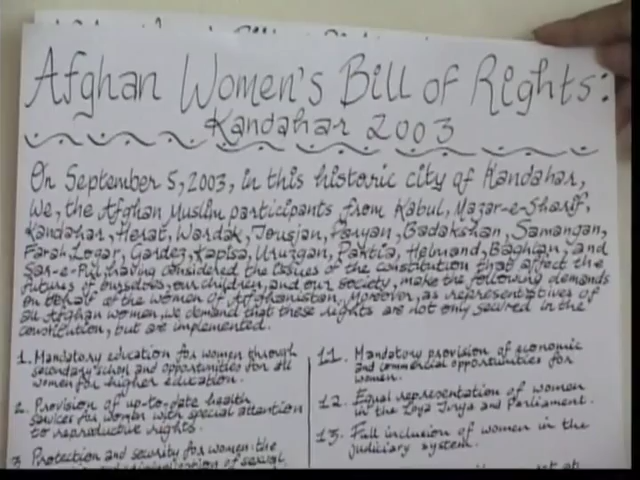 Afghan Women's Bill of Rights:
Kandahar 2003
On September 5, 2003, in this historic city of Kandahar,
We, the Afghan Muslim participants from Kabul, Mazar-e-Sharif,
Kandahar, Herat, Wardak, Jousjan, Faryan, Badakshan, Samangan,
Farah, Logar, Gardez, Kapisa, Uruzgan, Paktia, Helmand, Baghlan, and
Sar-e-Pul, having considered the issues of the constitution that affect the
futures of ourselves, our children, and our society, make the following demands
on behalf of the women of Afghanistan. Moreover, as representatives of
all Afghan women, we demand that these rights are not only secured in the
constitution, but are implemented.
1. Mandatory education for women through
secondary school and opportunities for all
women for higher education.
2. Provision of up-to-date health
services for women with special attention
to reproductive rights.
3. Protection and security for women: the
of sexual
11. Mandatory provision of economic
and commercial opportunities for
women.
12. Equal representation of women
in the Loya Jirga and Parliament.
13. Full inclusion of women in the
judiciary system.